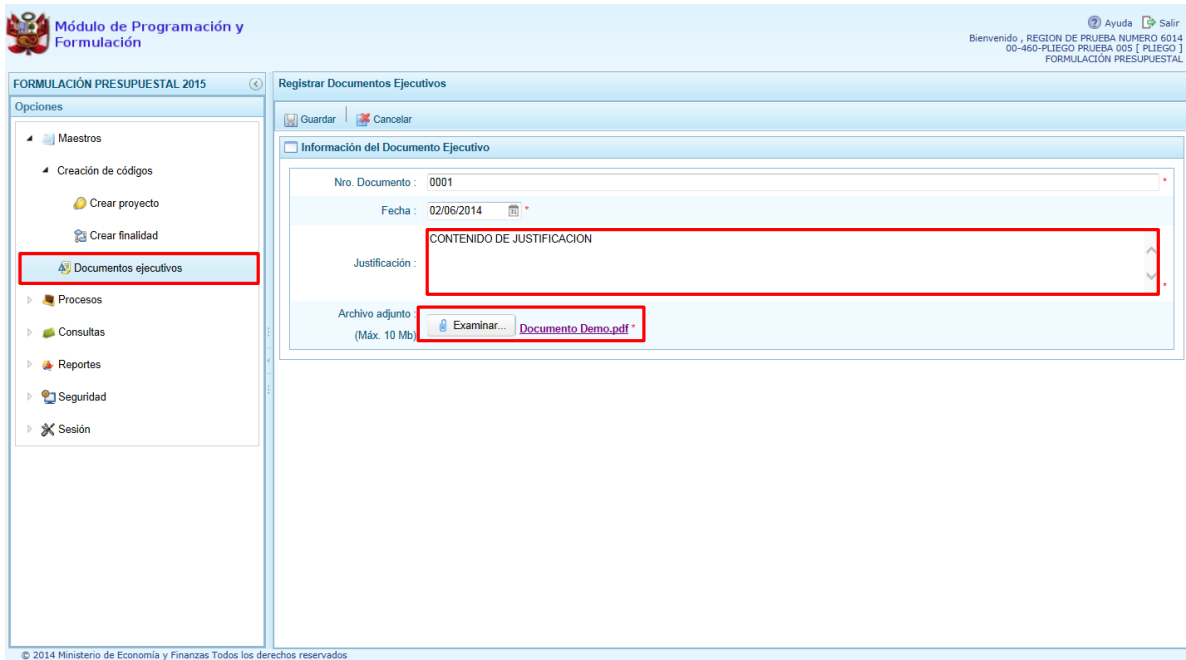 Módulo de Programación y
Formulación
Ayuda Salir
Bienvenido , REGION DE PRUEBA NUMERO 6014
00-460-PLIEGO PRUEBA 005 [ PLIEGO ]
FORMULACIÓN PRESUPUESTAL
FORMULACIÓN PRESUPUESTAL 2015
Opciones
Maestros
Creación de códigos
Crear proyecto
Crear finalidad
Documentos ejecutivos
Procesos
Consultas
Reportes
Seguridad
Sesión
Registrar Documentos Ejecutivos
Guardar Cancelar
Información del Documento Ejecutivo
Nro. Documento : 0001 *
Fecha : 02/06/2014 *
CONTENIDO DE JUSTIFICACION
Justificación : *
Archivo adjunto :
(Máx. 10 Mb)
Examinar... Documento Demo.pdf *
© 2014 Ministerio de Economía y Finanzas Todos los derechos reservados